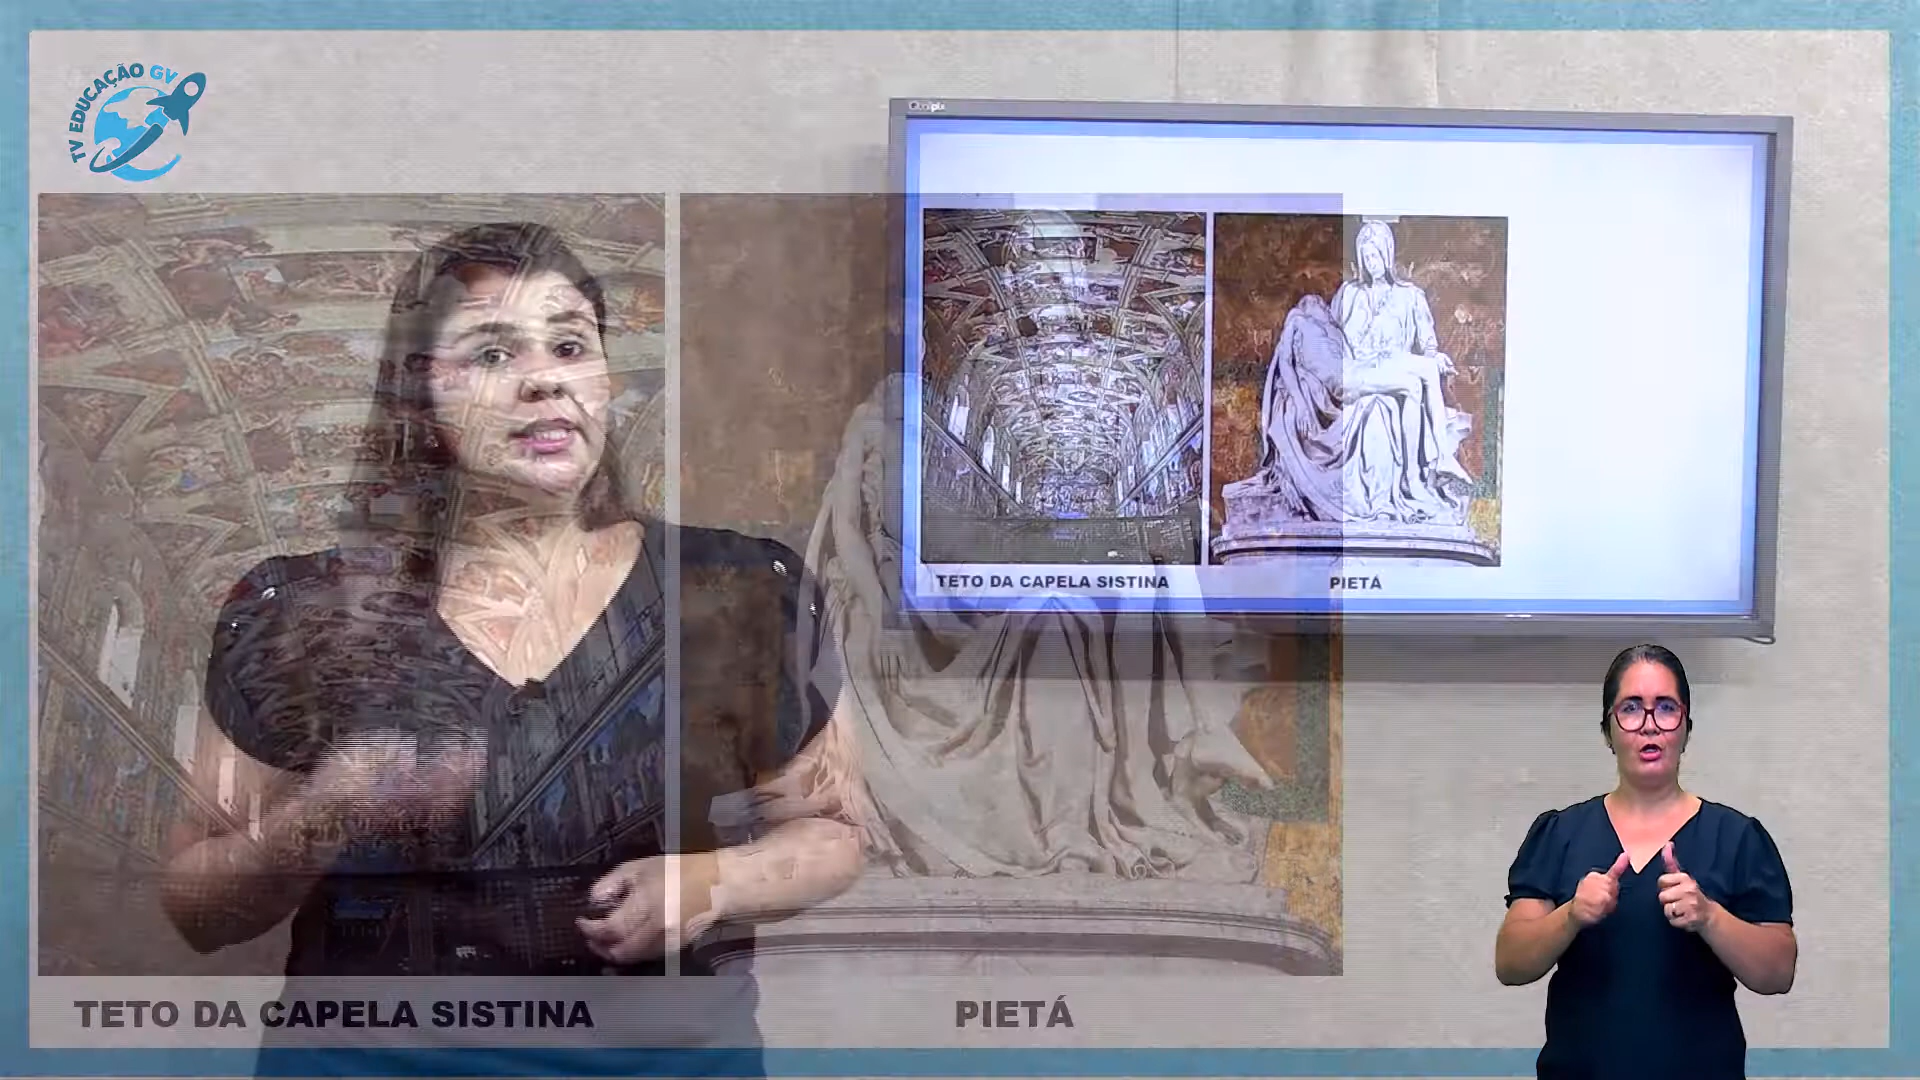 TV EDUCAÇÃO GV
TETO DA CAPELA SISTINA
PIETÁ
TETO DA CAPELA SISTINA
PIETÁ